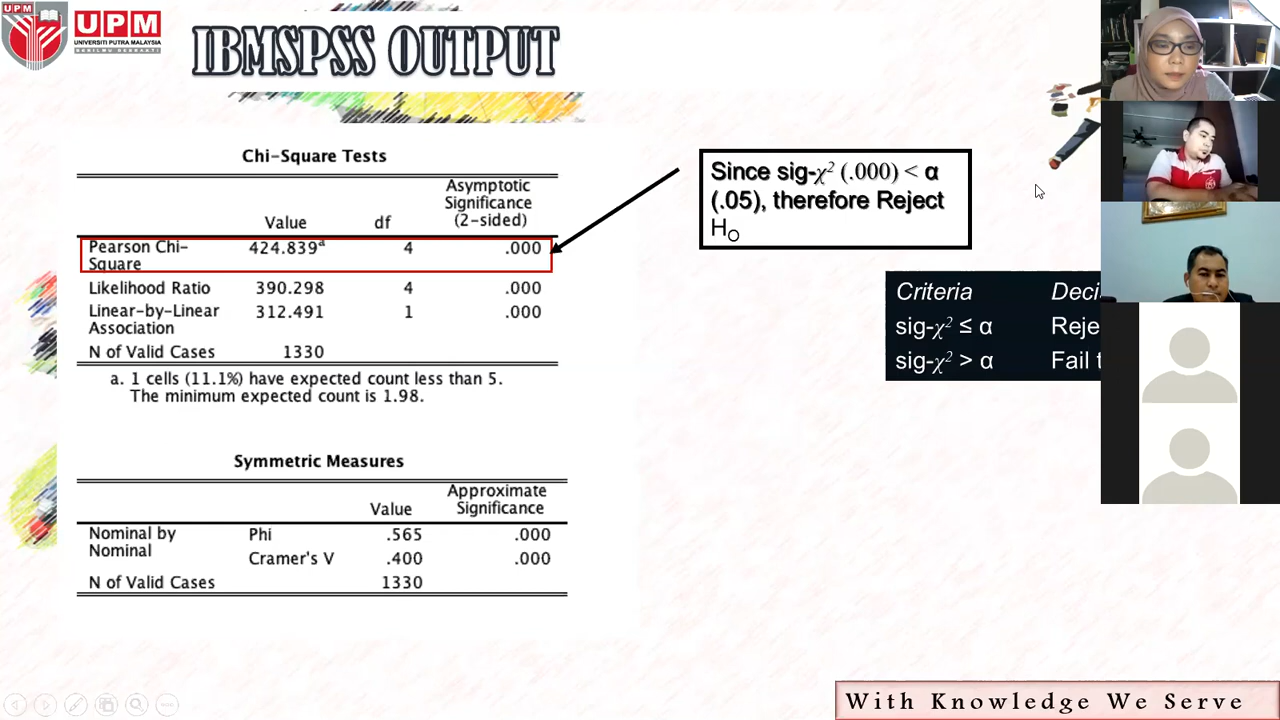 UPM
UPM
UNIVERSITI PUTRA MALAYSIA
BERILMU BERBAKTI
IBMSPSS OUTPUT
Chi-Square Tests
Value df Asymptotic Significance (2-sided)
Pearson Chi-Square 424.839a 4 .000
Likelihood Ratio 390.298 4 .000
Linear-by-Linear Association 312.491 1 .000
N of Valid Cases 1330
a. 1 cells (11.1%) have expected count less than 5.
The minimum expected count is 1.98.
Since sig-χ² (.000) < α
(.05), therefore Reject
HO
Criteria Deci
sig-χ² ≤ α Reje
sig-χ² > α Fail t
Symmetric Measures
Value Approximate Significance
Nominal by Nominal Phi .565 .000
Cramer's V .400 .000
N of Valid Cases 1330
With Knowledge We Serve